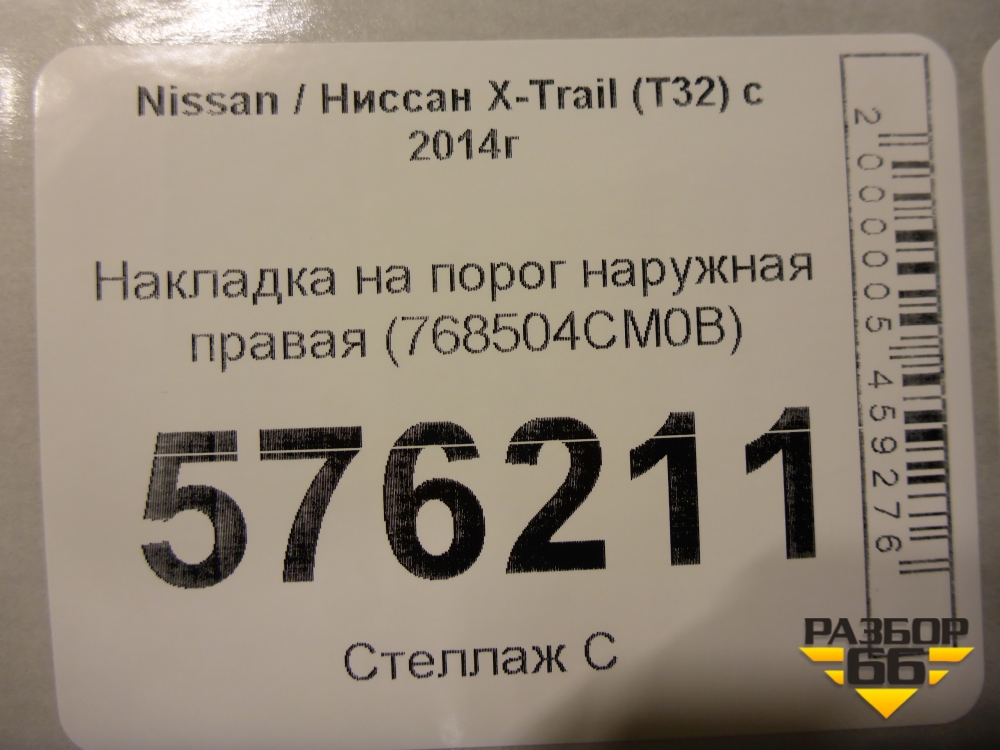 Nissan / Ниссан X-Trail (T32) с
2014г
Накладка на порог наружная
правая (768504CM0B)
576211
Стеллаж С
2000005459276
РАЗБОР
66